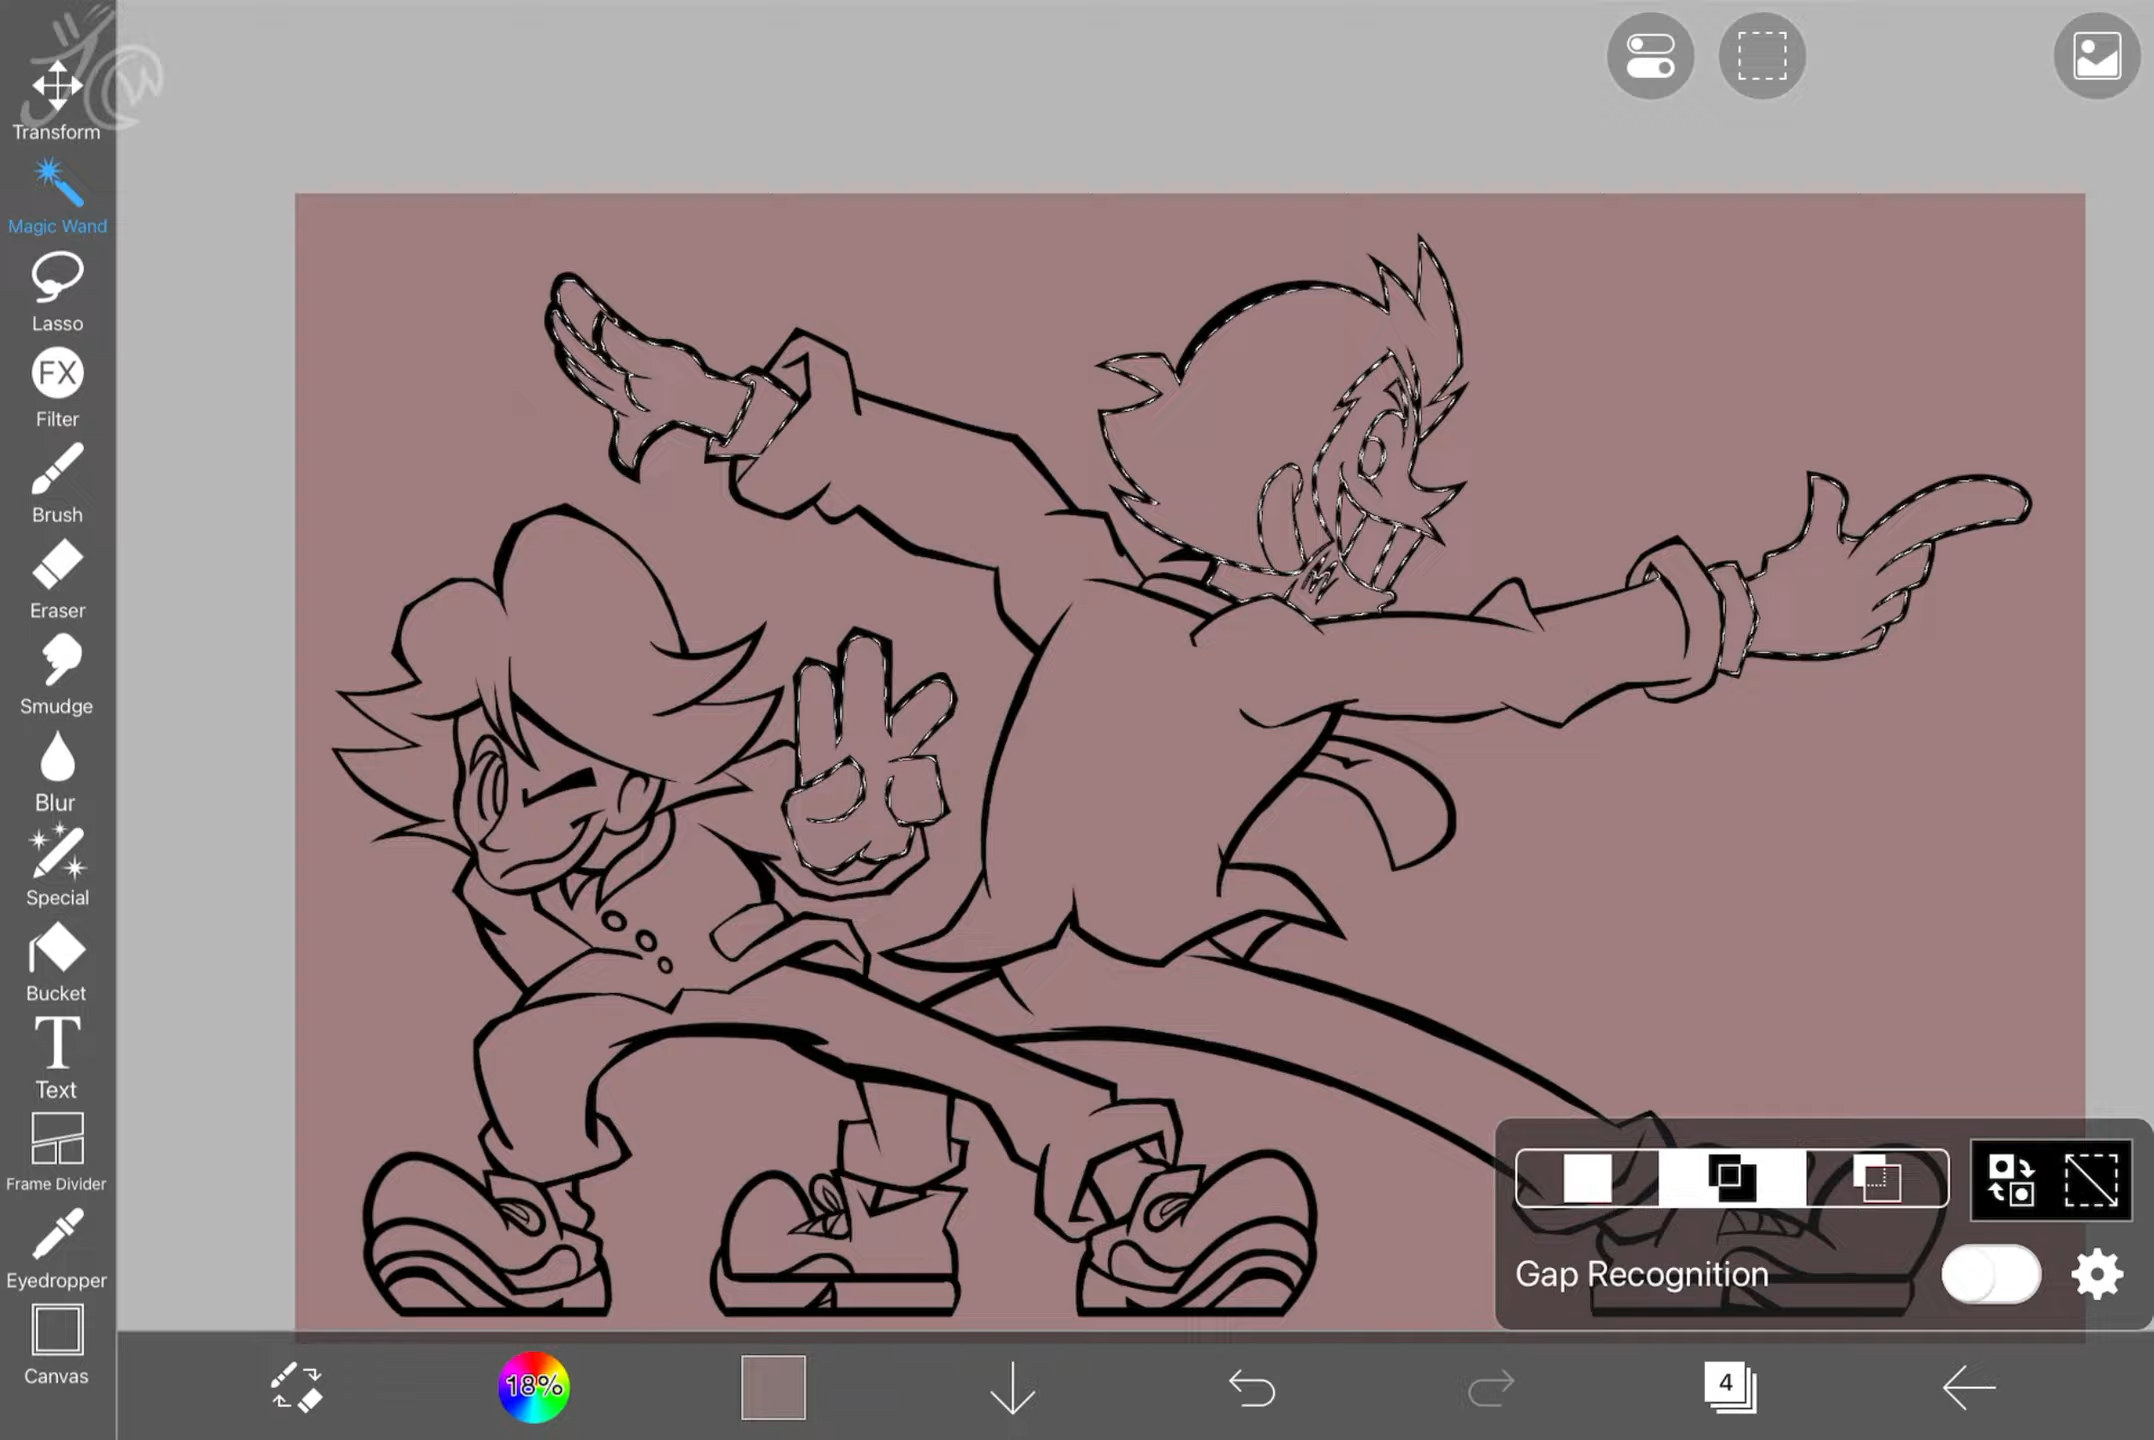 Transform
Magic Wand
Lasso
FX
Filter
Brush
Eraser
Smudge
Blur
Special
Bucket
T
Text
Frame Divider
Eyedropper
Canvas
Gap Recognition
18%
4